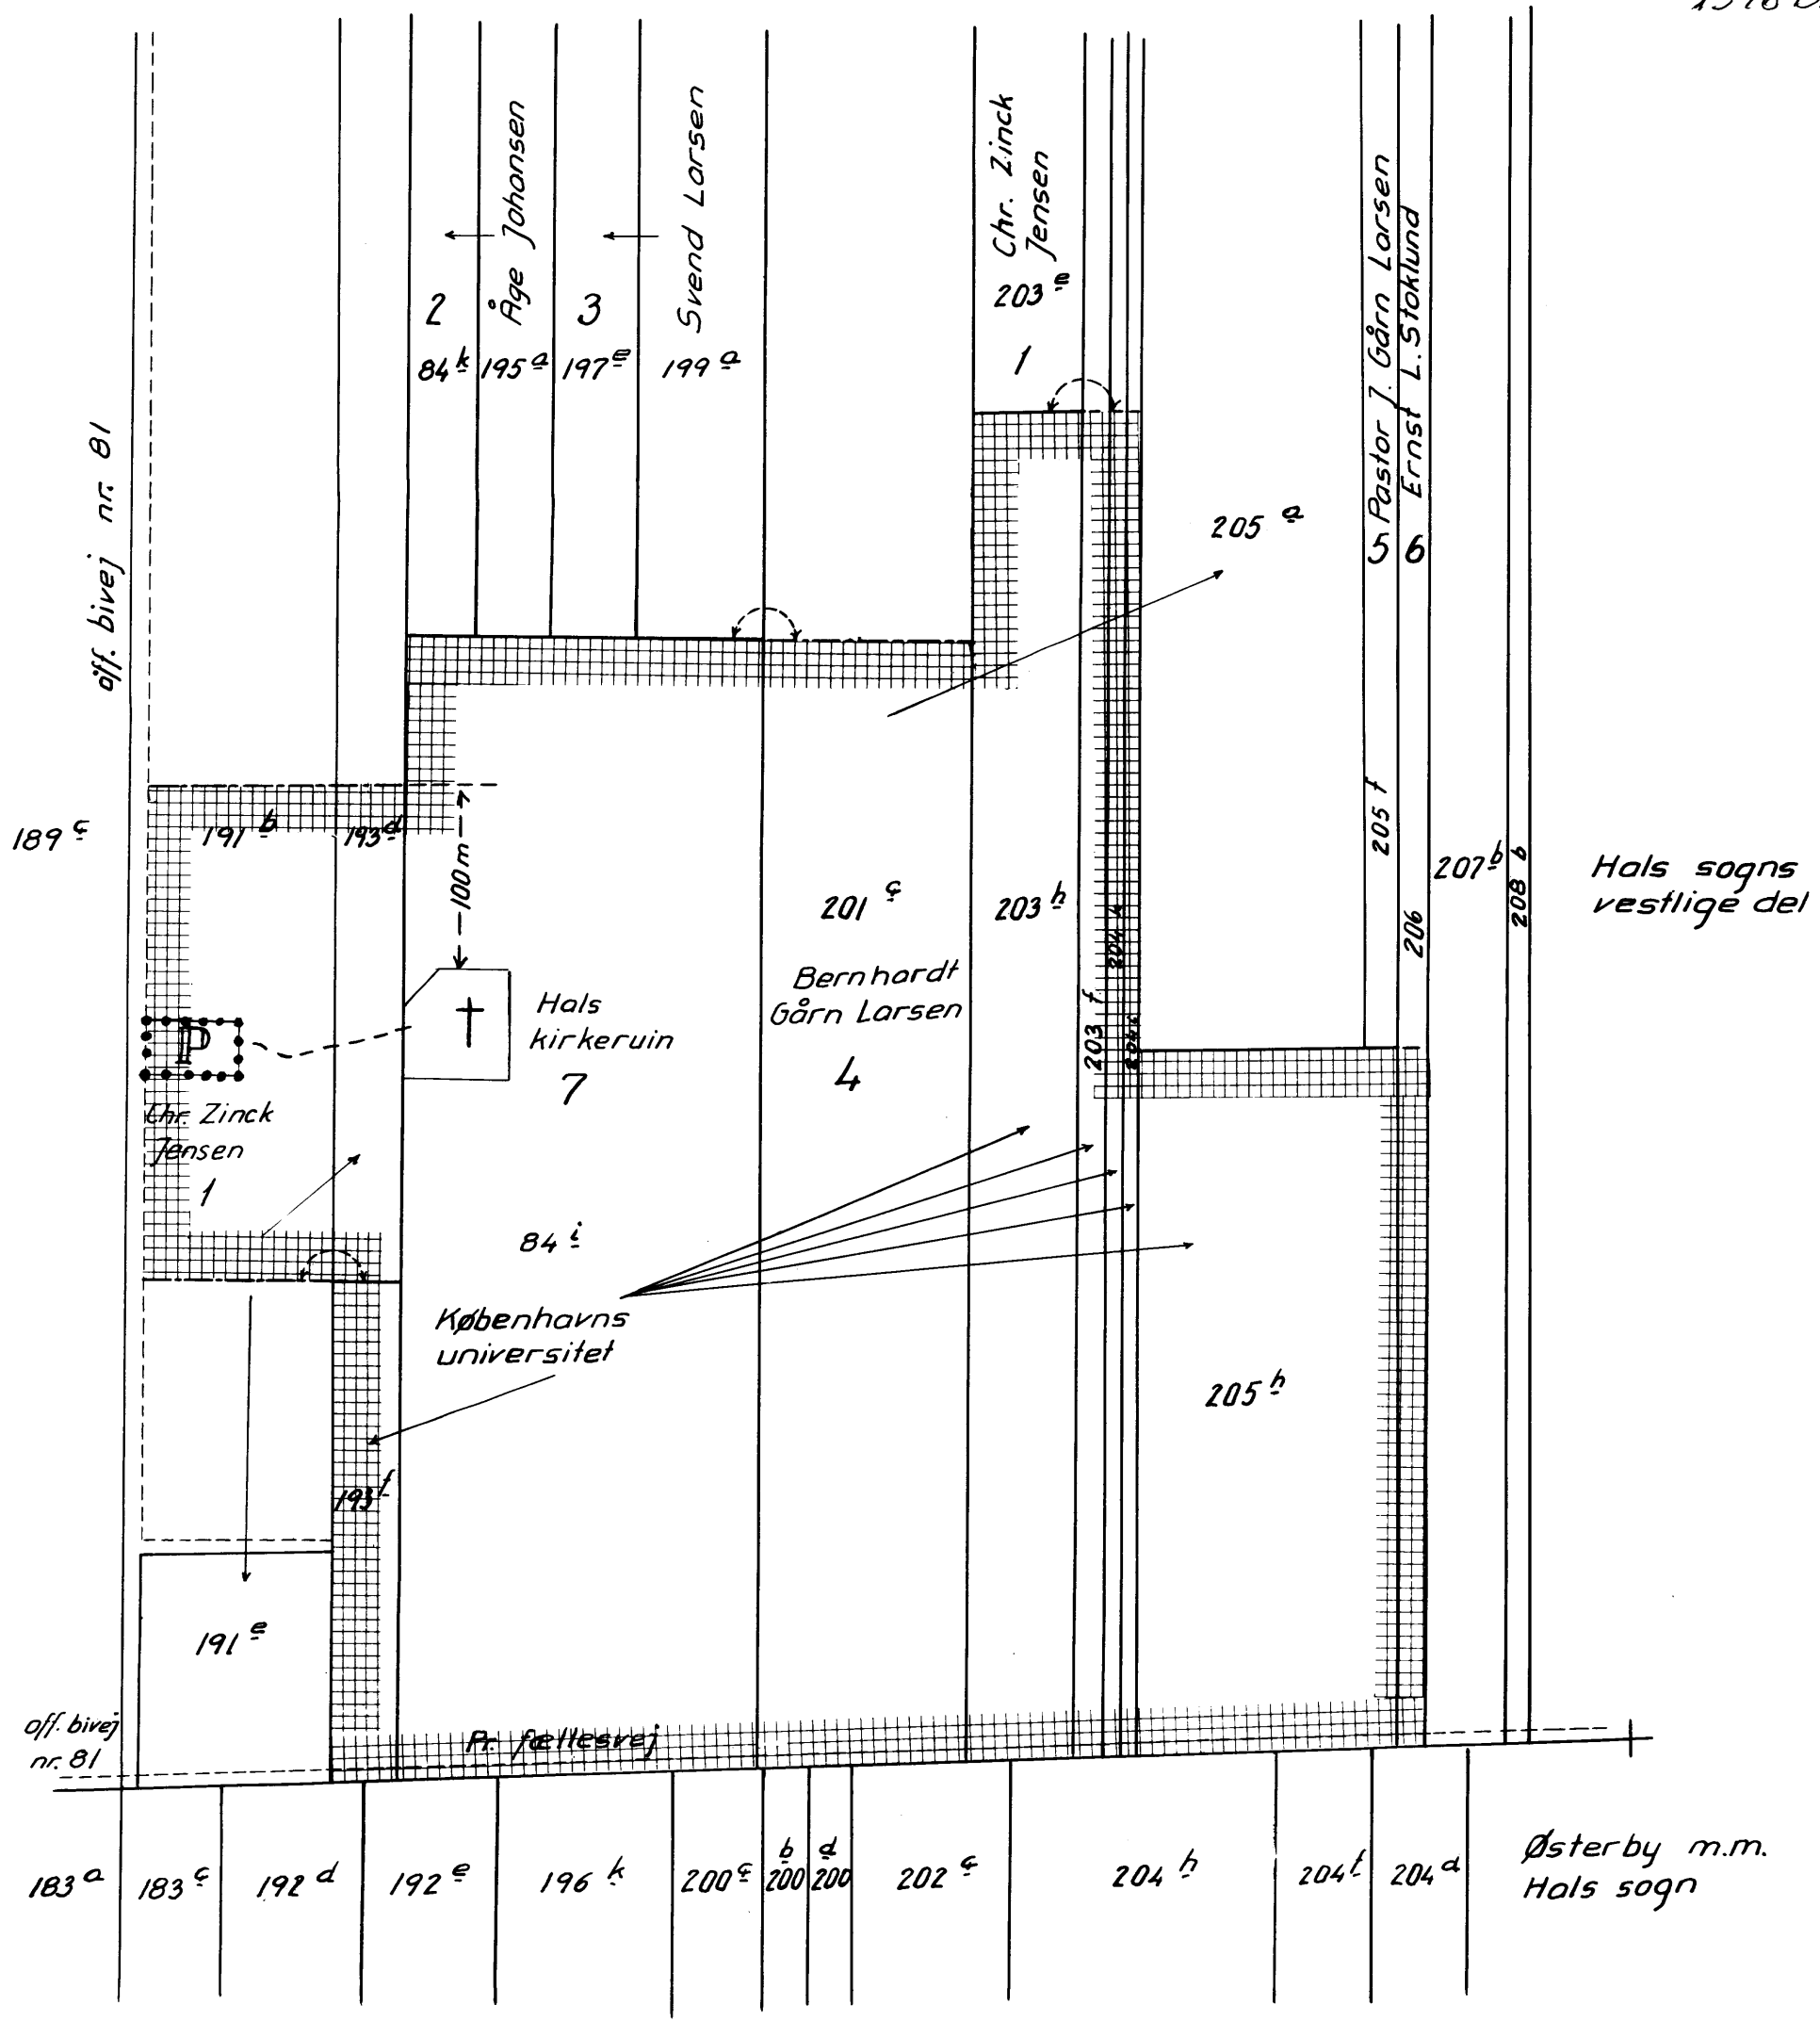 off. bivej nr. 81
2
84 k
Åge Johansen
195 a
3
197 e
Svend Larsen
199 a
Chr. Zinck
Jensen
203 e
1
205 a
5 Pastor J. Gårn Larsen
6 Ernst L. Stoklund
189 c
191 b
193 d
100 m
201 c
203 h
205 f
206
207 b
208 b
Hals sogns
vestlige del
Bernhardt
Gårn Larsen
4
203 f
204 k
P
†
Hals
kirkeruin
7
Chr. Zinck
Jensen
1
84 i
Københavns
universitet
205 h
193 f
191 e
off. bivej
nr. 81
Pr. fællesvej
183 a
183 c
192 d
192 e
196 k
200 c
b
200
d
200
202 c
204 h
204 f
204 d
Østerby m.m.
Hals sogn